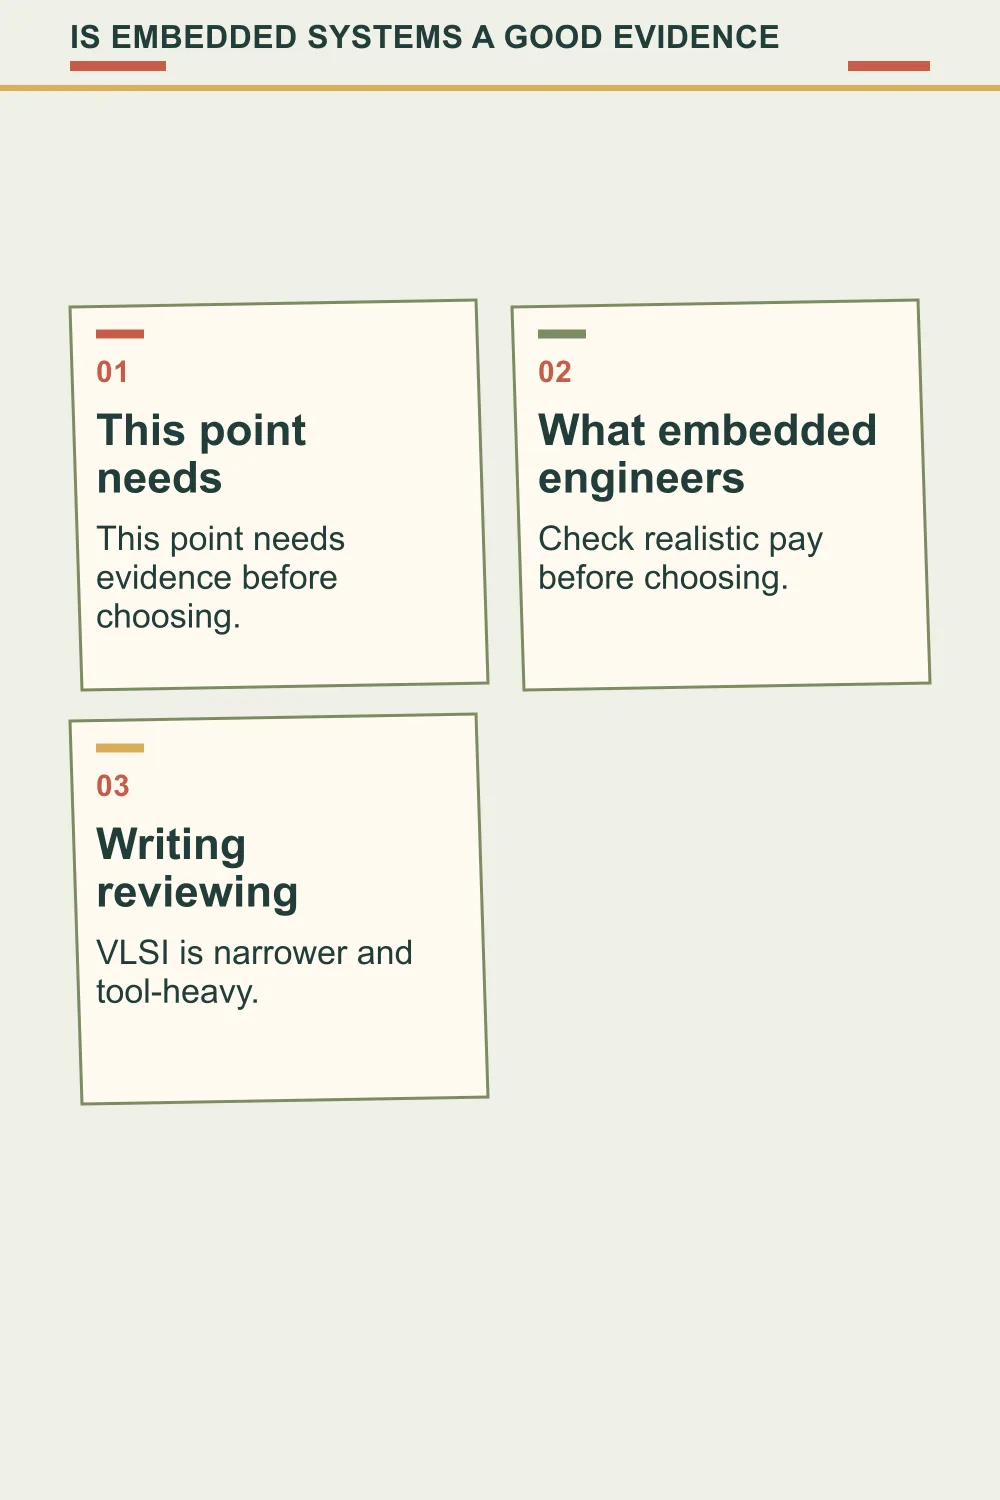 IS EMBEDDED SYSTEMS A GOOD EVIDENCE
01
This point
needs
This point needs
evidence before
choosing.
02
What embedded
engineers
Check realistic pay
before choosing.
03
Writing
reviewing
VLSI is narrower and
tool-heavy.